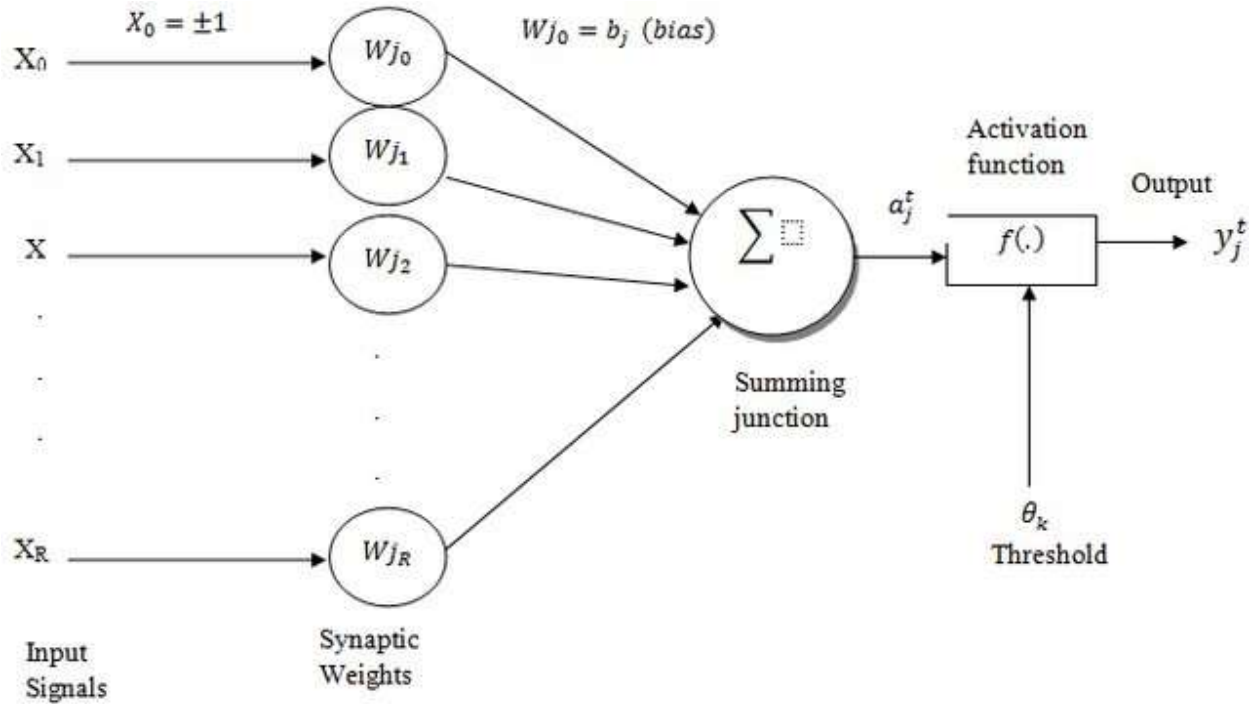 X₀ = ±1
Wj₀ = bⱼ (bias)
X₀
Wj₀
X₁
Wj₁
Activation
function
Output
X
Wj₂
∑
aⱼᵗ
f(.)
yⱼᵗ
Summing
junction
θₖ
Threshold
X_R
Wj_R
Input
Signals
Synaptic
Weights